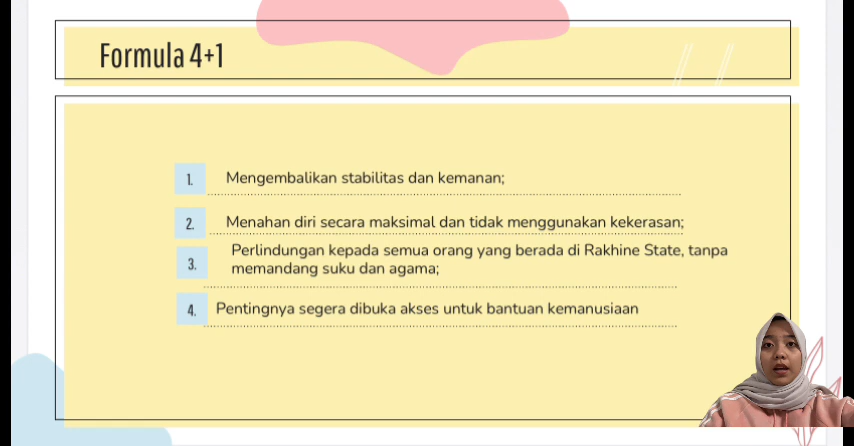 Formula 4+1
1. Mengembalikan stabilitas dan kemanan;
2. Menahan diri secara maksimal dan tidak menggunakan kekerasan;
3. Perlindungan kepada semua orang yang berada di Rakhine State, tanpa
memandang suku dan agama;
4. Pentingnya segera dibuka akses untuk bantuan kemanusiaan